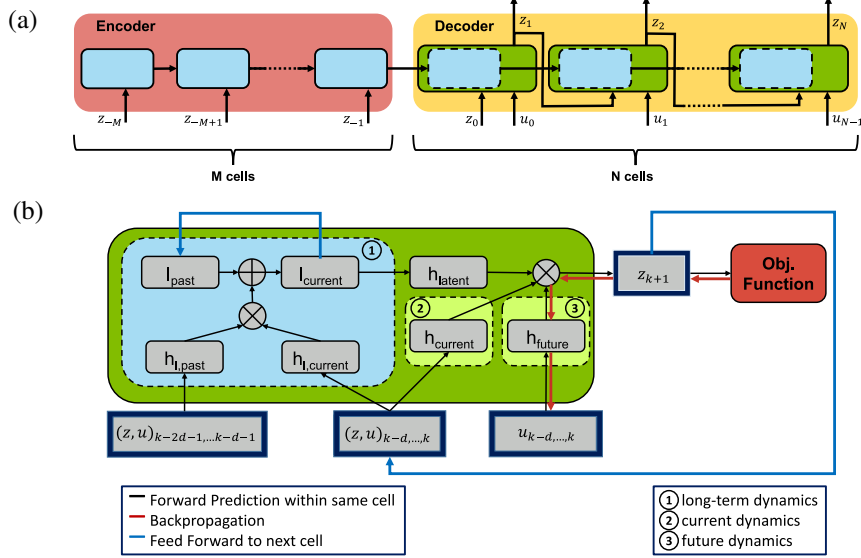 (a)
Encoder
Decoder
z_1
z_2
z_N
z_{-M}
z_{-M+1}
z_{-1}
z_0
u_0
u_1
u_{N-1}
M cells
N cells
(b)
1
l_past
l_current
h_latent
z_{k+1}
Obj.
Function
2
3
h_current
h_future
h_{l,past}
h_{l,current}
(z, u)_{k-2d-1,...k-d-1}
(z, u)_{k-d,...,k}
u_{k-d,...,k}
Forward Prediction within same cell
Backpropagation
Feed Forward to next cell
1 long-term dynamics
2 current dynamics
3 future dynamics